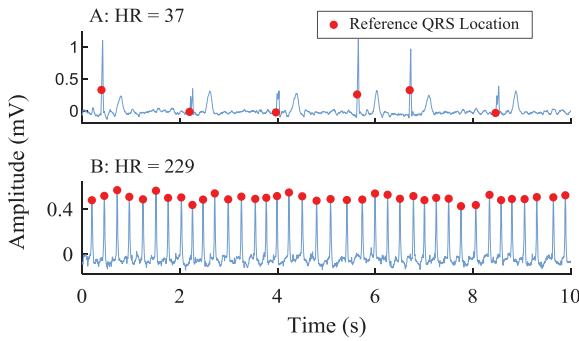 A: HR = 37
Reference QRS Location
1
0.5
0
Amplitude (mV)
B: HR = 229
0.4
0
0 2 4 6 8 10
Time (s)